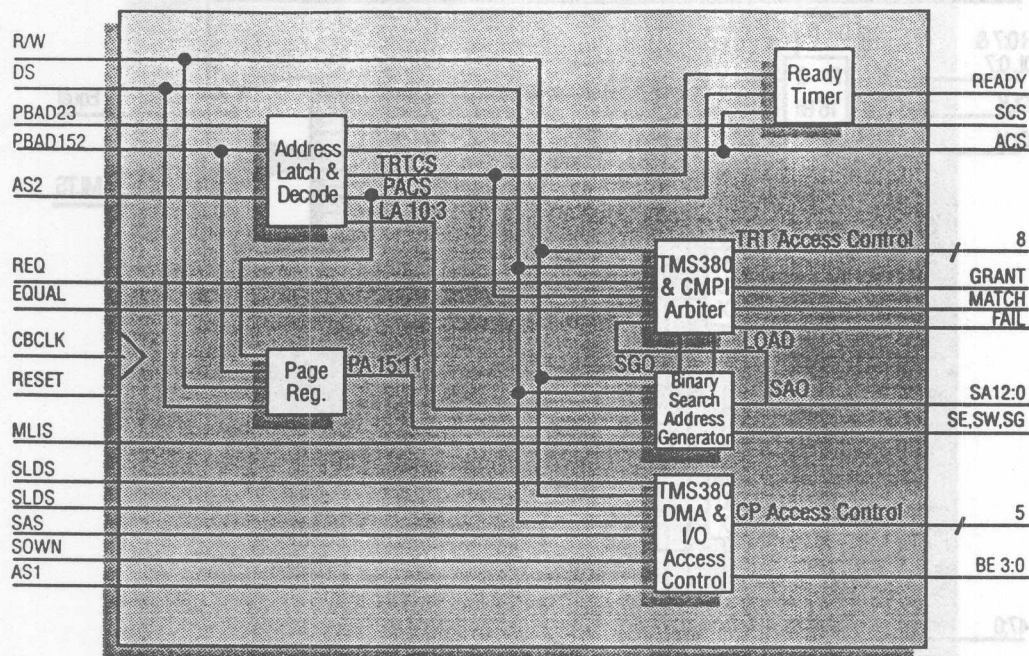 R/W
DS
PBAD23
PBAD152
AS2
REQ
EQUAL
CBCLK
RESET
MLIS
SLDS
SLDS
SAS
SOWN
AS1
Address
Latch &
Decode
TRTCS
PACS
LA 10:3
Page
Reg.
PA 15:11
Ready
Timer
TMS380
& CMPI
Arbiter
TRT Access Control
LOAD
SGO
SAO
Binary
Search
Address
Generator
TMS380
DMA &
I/O
Access
Control
CP Access Control
READY
SCS
ACS
8
GRANT
MATCH
FAIL
SA12:0
SE,SW,SG
5
BE 3:0